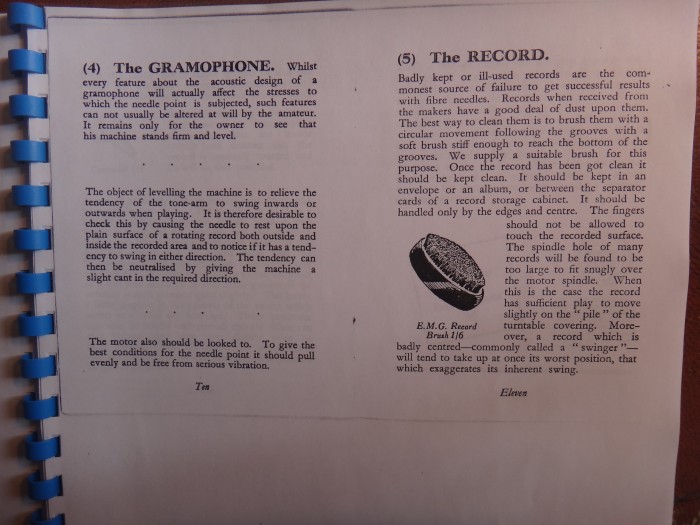 (4) The GRAMOPHONE. Whilst
every feature about the acoustic design of a
gramophone will actually affect the stresses to
which the needle point is subjected, such features
can not usually be altered at will by the amateur.
It remains only for the owner to see that
his machine stands firm and level.
. . . . .
The object of levelling the machine is to relieve the
tendency of the tone-arm to swing inwards or
outwards when playing. It is therefore desirable to
check this by causing the needle to rest upon the
plain surface of a rotating record both outside and
inside the recorded area and to notice if it has a tend-
ency to swing in either direction. The tendency can
then be neutralised by giving the machine a
slight cant in the required direction.
. . . . .
The motor also should be looked to. To give the
best conditions for the needle point it should pull
evenly and be free from serious vibration.
Ten
(5) The RECORD.
Badly kept or ill-used records are the com-
monest source of failure to get successful results
with fibre needles. Records when received from
the makers have a good deal of dust upon them.
The best way to clean them is to brush them with a
circular movement following the grooves with a
soft brush stiff enough to reach the bottom of the
grooves. We supply a suitable brush for this
purpose. Once the record has been got clean it
should be kept clean. It should be kept in an
envelope or an album, or between the separator
cards of a record storage cabinet. It should be
handled only by the edges and centre. The fingers
should not be allowed to
touch the recorded surface.
The spindle hole of many
records will be found to be
too large to fit snugly over
the motor spindle. When
this is the case the record
has sufficient play to move
slightly on the "pile" of the
turntable covering. More-
over, a record which is
badly centred—commonly called a "swinger"—
will tend to take up at once its worst position, that
which exaggerates its inherent swing.
E.M.G. Record
Brush 1/6
Eleven